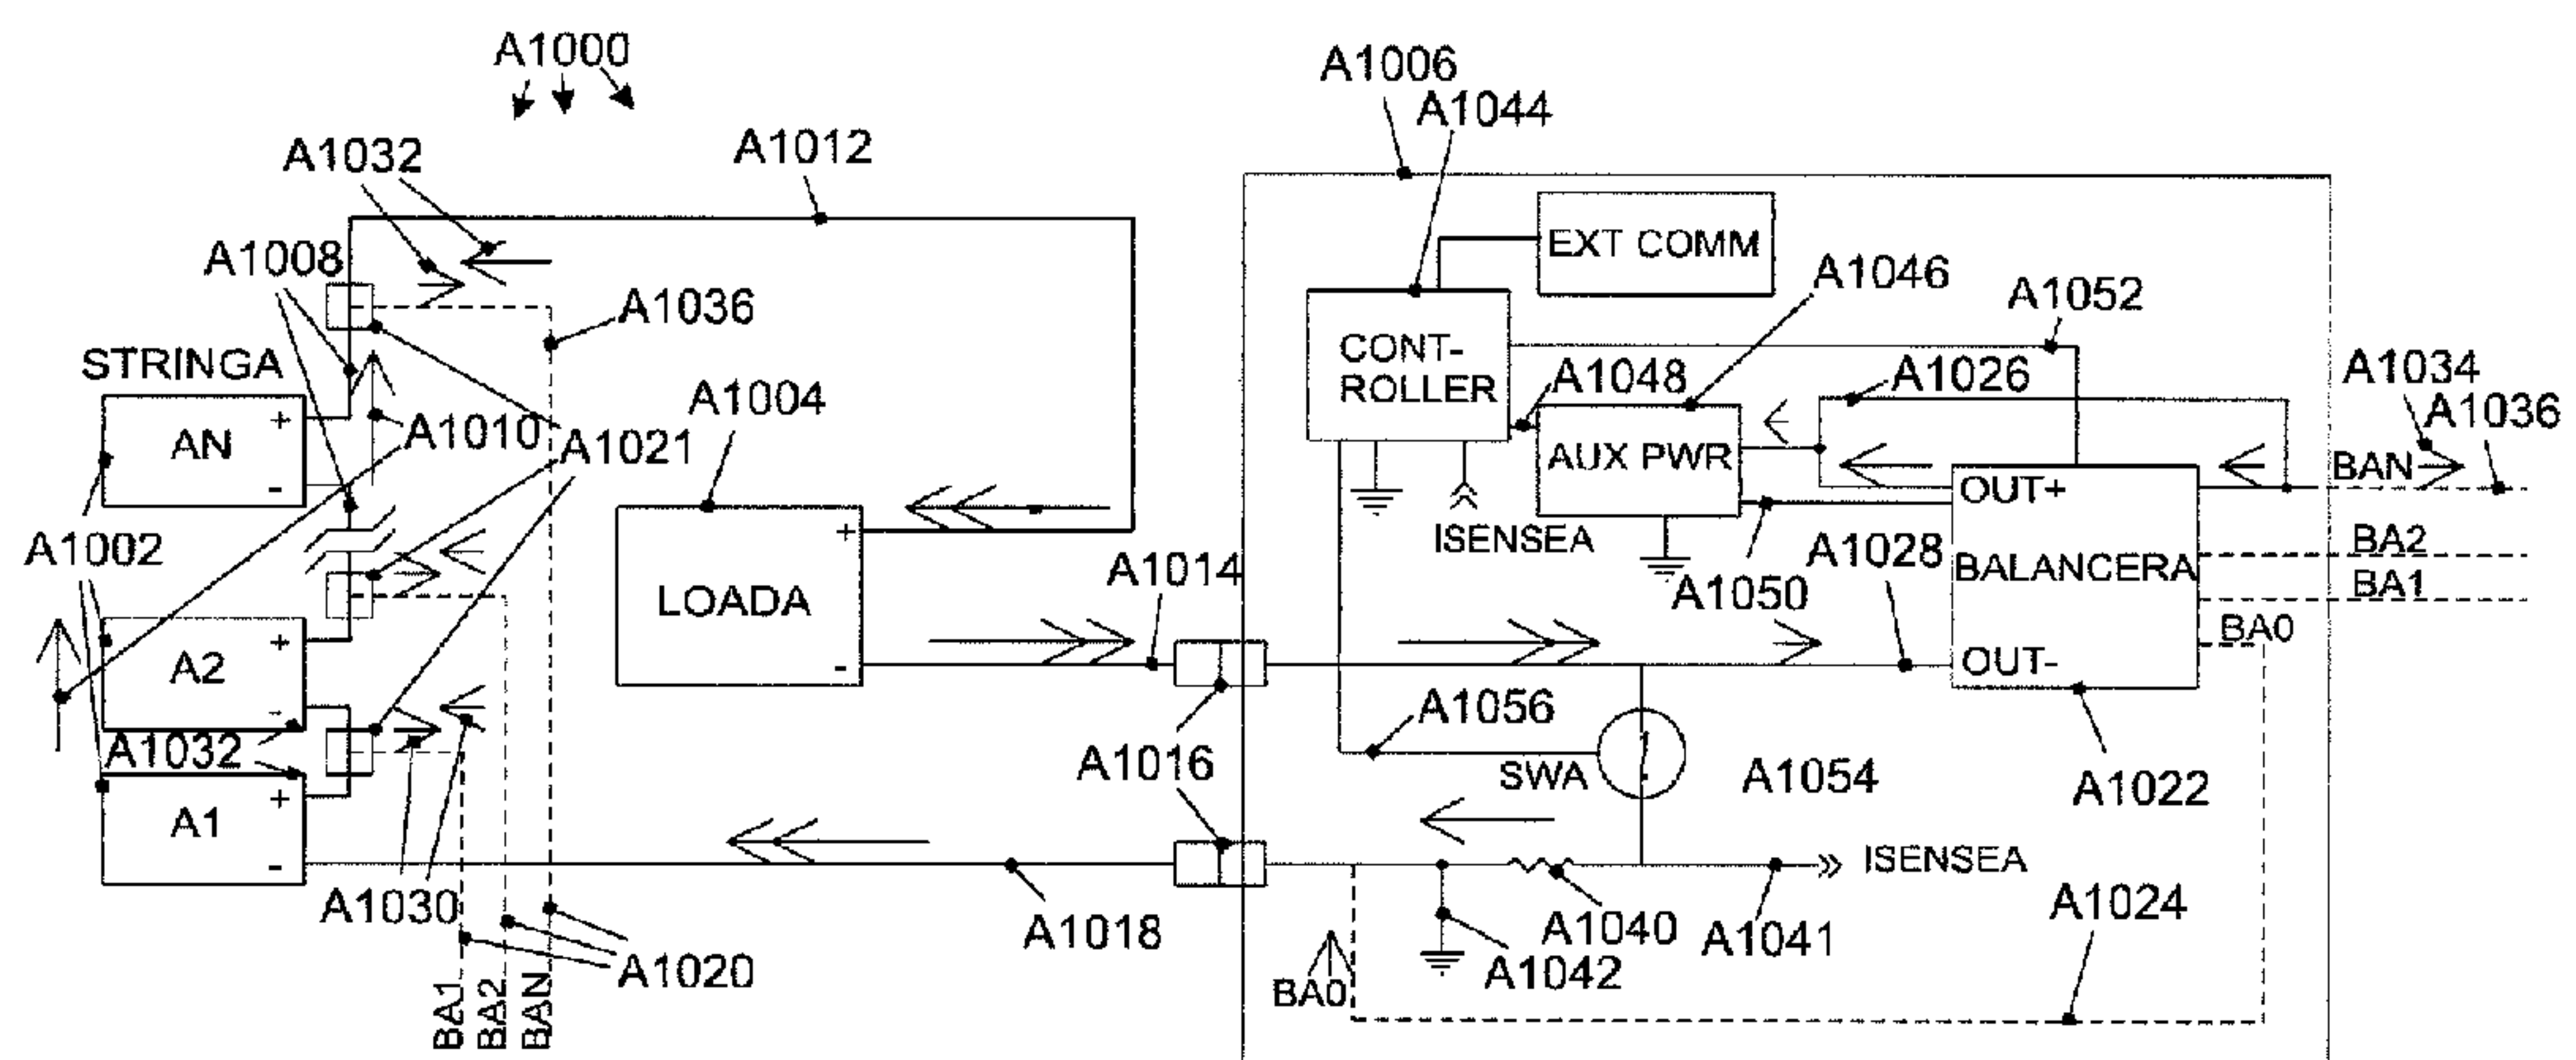 A1000
A1006
A1044
A1032
A1012
EXT COMM
A1008
A1046
A1052
A1036
STRINGA
CONT-
ROLLER
A1048
A1026
A1034
A1036
AN
+
-
A1010
A1021
A1004
AUX PWR
OUT+
BAN
ISENSEA
A1002
+
LOADA
-
A1014
A1050
A1028
BALANCERA
BA2
BA1
BA0
OUT-
A2
+
-
A1056
A1032
A1016
SWA
A1054
A1022
A1
+
-
ISENSEA
A1030
A1018
A1040
A1041
A1024
A1020
A1042
BA0
BA1
BA2
BAN